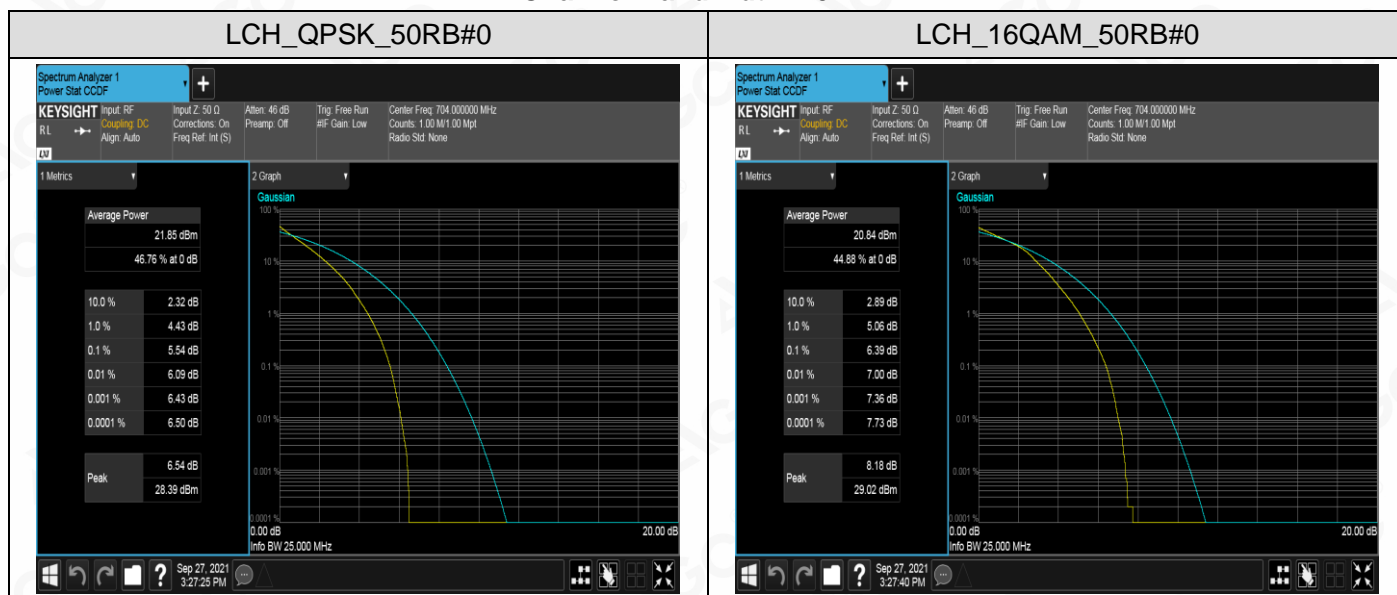 LCH_QPSK_50RB#0
Spectrum Analyzer 1
Power Stat CCDF
+
KEYSIGHT Input: RF Input Z: 50 Ω Atten: 46 dB Trig: Free Run Center Freq: 704.000000 MHz
RL Coupling: DC Corrections: On Preamp: Off #IF Gain: Low Counts: 1.00 M/1.00 Mpt
Align: Auto Freq Ref: Int (S) Radio Std: None
1 Metrics
Average Power
21.85 dBm
46.76 % at 0 dB
10.0 % 2.32 dB
1.0 % 4.43 dB
0.1 % 5.54 dB
0.01 % 6.09 dB
0.001 % 6.43 dB
0.0001 % 6.50 dB
Peak 6.54 dB
28.39 dBm
2 Graph
Gaussian
100 %
10 %
1 %
0.1 %
0.01 %
0.001 %
0.0001 %
0.00 dB 20.00 dB
Info BW 25.000 MHz
? Sep 27, 2021
3:27:25 PM
LCH_16QAM_50RB#0
Spectrum Analyzer 1
Power Stat CCDF
+
KEYSIGHT Input: RF Input Z: 50 Ω Atten: 46 dB Trig: Free Run Center Freq: 704.000000 MHz
RL Coupling: DC Corrections: On Preamp: Off #IF Gain: Low Counts: 1.00 M/1.00 Mpt
Align: Auto Freq Ref: Int (S) Radio Std: None
1 Metrics
Average Power
20.84 dBm
44.88 % at 0 dB
10.0 % 2.89 dB
1.0 % 5.06 dB
0.1 % 6.39 dB
0.01 % 7.00 dB
0.001 % 7.36 dB
0.0001 % 7.73 dB
Peak 8.18 dB
29.02 dBm
2 Graph
Gaussian
100 %
10 %
1 %
0.1 %
0.01 %
0.001 %
0.0001 %
0.00 dB 20.00 dB
Info BW 25.000 MHz
? Sep 27, 2021
3:27:40 PM